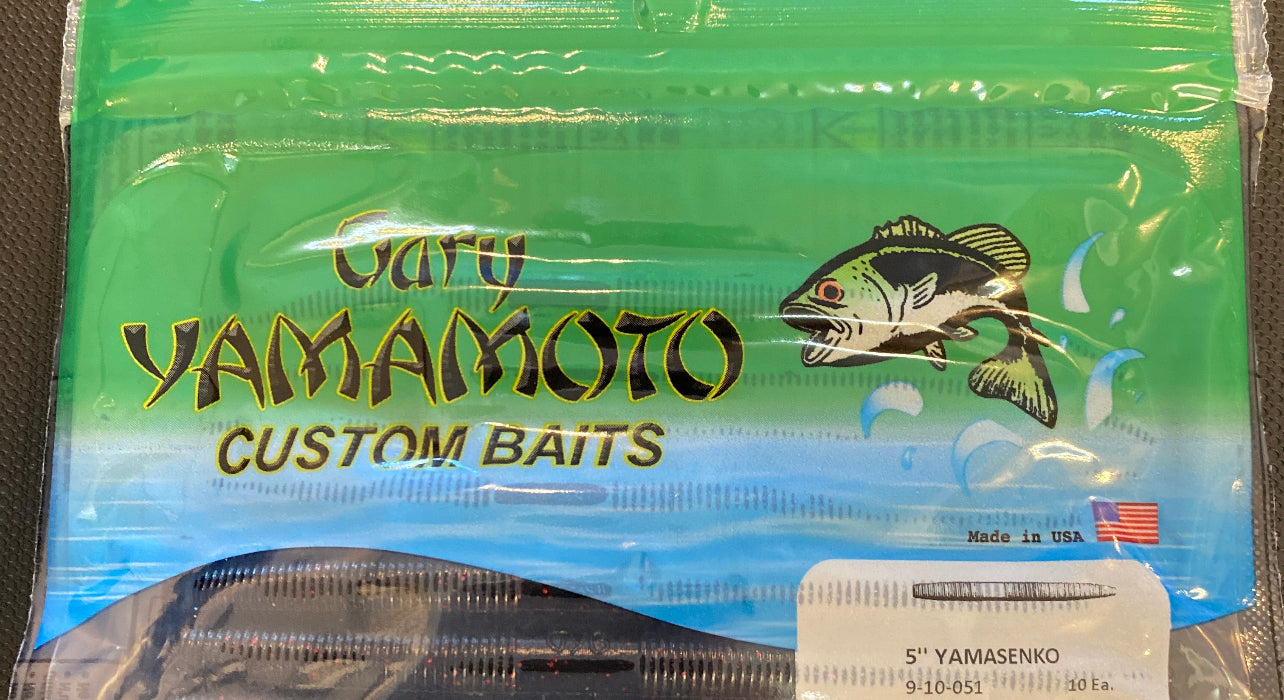 Gary
YAMAMOTO
CUSTOM BAITS
Made in USA
5" YAMASENKO
9-10-051 10 Ea.